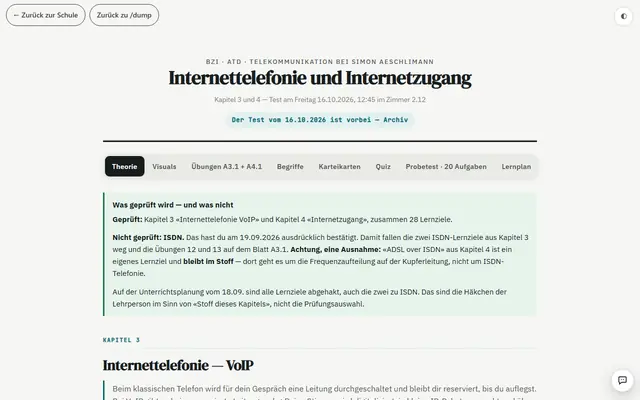 ← Zurück zur Schule
Zurück zu /dump
BZI · ATD · TELEKOMMUNIKATION BEI SIMON AESCHLIMANN
Internettelefonie und Internetzugang
Kapitel 3 und 4 — Test am Freitag 16.10.2026, 12:45 im Zimmer 2.12
Der Test vom 16.10.2026 ist vorbei — Archiv
Theorie
Visuals
Übungen A3.1 + A4.1
Begriffe
Karteikarten
Quiz
Probetest · 20 Aufgaben
Lernplan
Was geprüft wird — und was nicht
Geprüft: Kapitel 3 «Internettelefonie VoIP» und Kapitel 4 «Internetzugang», zusammen 28 Lernziele.
Nicht geprüft: ISDN. Das hast du am 19.09.2026 ausdrücklich bestätigt. Damit fallen die zwei ISDN-Lernziele aus Kapitel 3
weg und die Übungen 12 und 13 auf dem Blatt A3.1. Achtung, eine Ausnahme: «ADSL over ISDN» aus Kapitel 4 ist ein
eigenes Lernziel und bleibt im Stoff — dort geht es um die Frequenzaufteilung auf der Kupferleitung, nicht um ISDN-
Telefonie.
Auf der Unterrichtsplanung vom 18.09. sind alle Lernziele abgehakt, auch die zwei zu ISDN. Das sind die Häkchen der
Lehrperson im Sinn von «Stoff dieses Kapitels», nicht die Prüfungsauswahl.
KAPITEL 3
Internettelefonie — VoIP
Beim klassischen Telefon wird für dein Gespräch eine Leitung durchgeschaltet und bleibt dir reserviert, bis du auflegst.